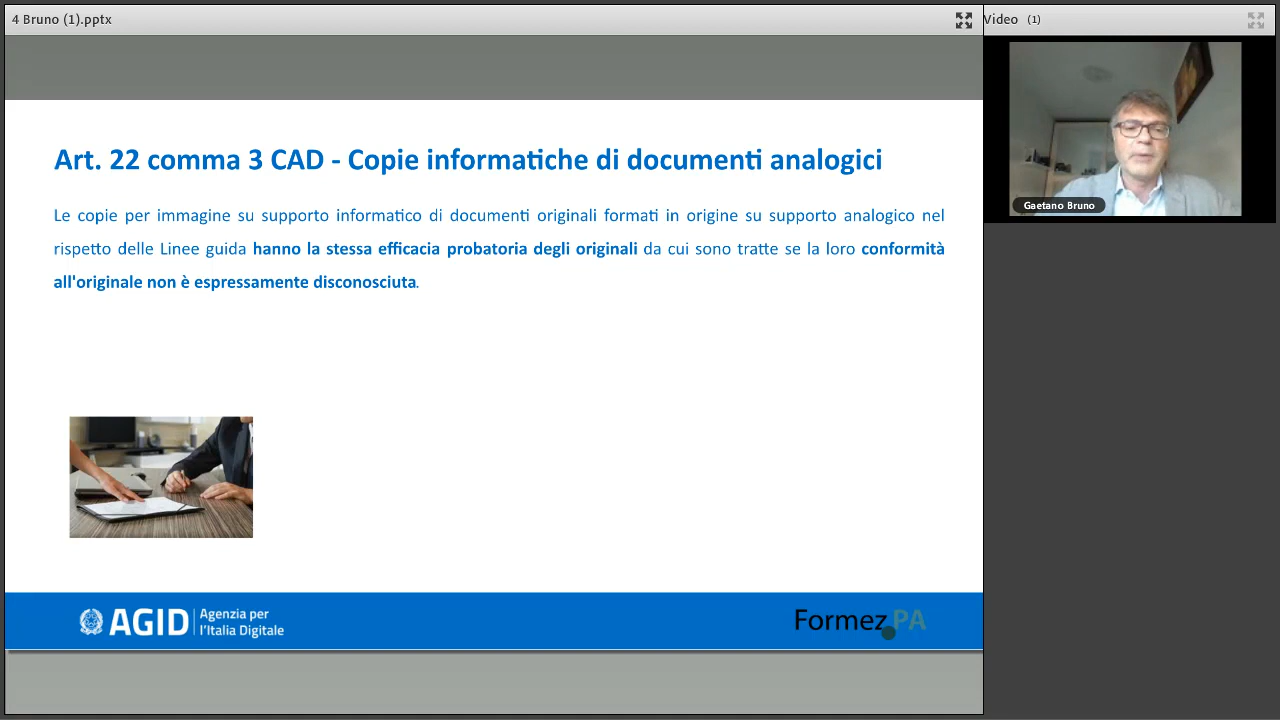 4 Bruno (1).pptx
Video (1)
Art. 22 comma 3 CAD - Copie informatiche di documenti analogici
Le copie per immagine su supporto informatico di documenti originali formati in origine su supporto analogico nel
rispetto delle Linee guida hanno la stessa efficacia probatoria degli originali da cui sono tratte se la loro conformità
all'originale non è espressamente disconosciuta.
Gaetano Bruno
AGID
Agenzia per
l'Italia Digitale
Formez PA